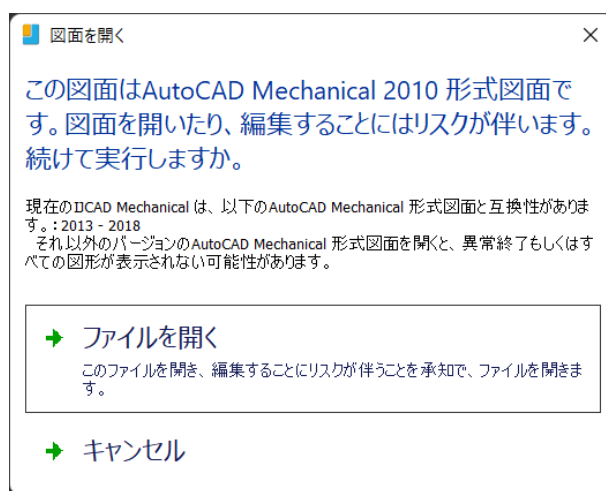 図面を開く
この図面はAutoCAD Mechanical 2010 形式図面で
す。図面を開いたり、編集することにはリスクが伴います。
続けて実行しますか。
現在のIJCAD Mechanical は、以下のAutoCAD Mechanical 形式図面と互換性がありま
す。: 2013 - 2018
それ以外のバージョンのAutoCAD Mechanical 形式図面を開くと、異常終了もしくはす
べての図形が表示されない可能性があります。
ファイルを開く
このファイルを開き、編集することにリスクが伴うことを承知で、ファイルを開きま
す。
キャンセル